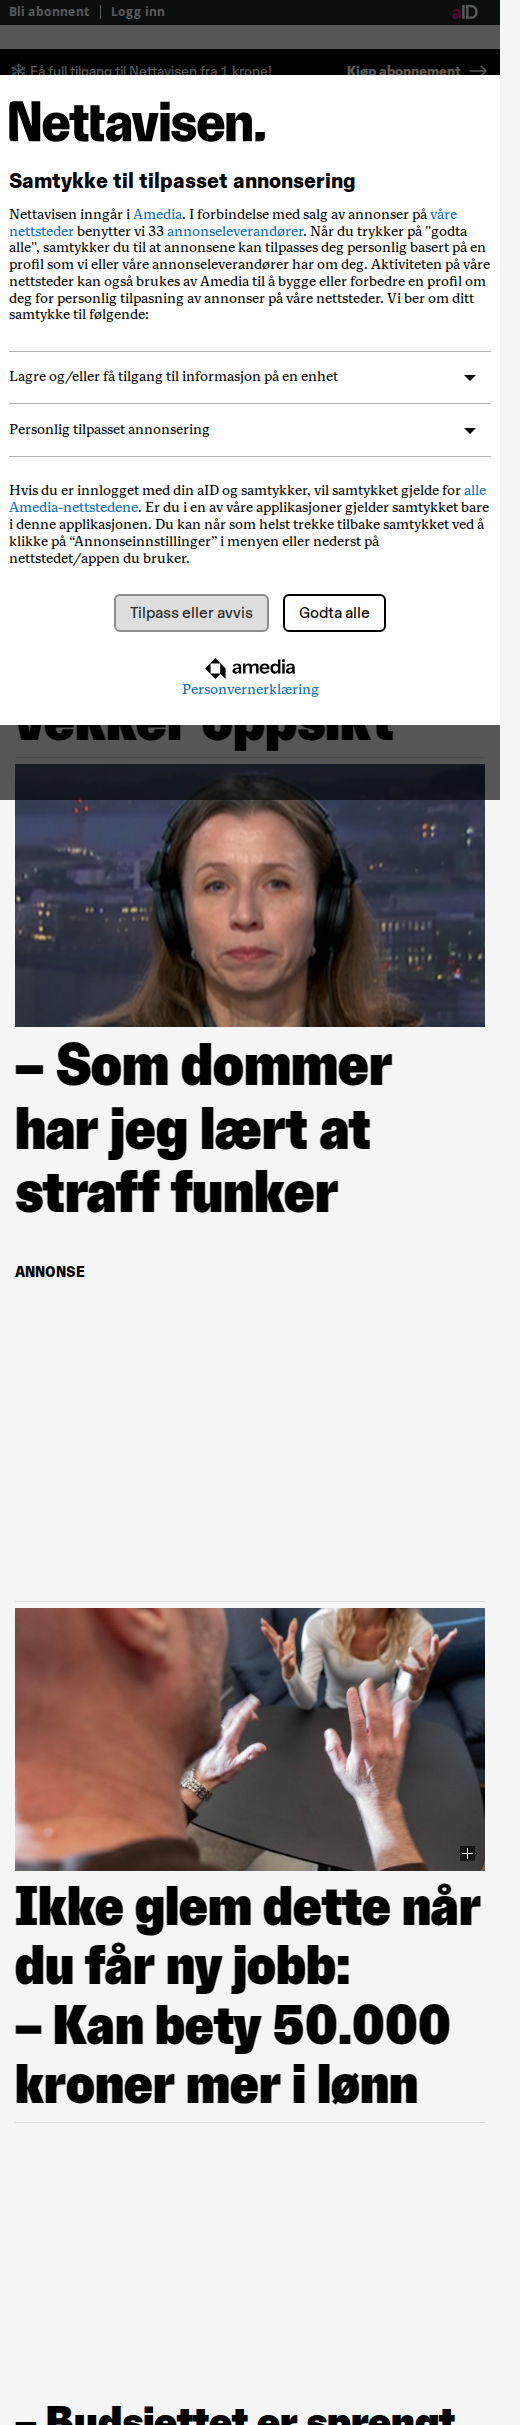 Bli abonnent | Logg inn
aID
Få full tilgang til Nettavisen fra 1 krone!
Kjøp abonnement →
Nettavisen.
Samtykke til tilpasset annonsering
Nettavisen inngår i Amedia. I forbindelse med salg av annonser på våre
nettsteder benytter vi 33 annonseleverandører. Når du trykker på "godta
alle", samtykker du til at annonsene kan tilpasses deg personlig basert på en
profil som vi eller våre annonseleverandører har om deg. Aktiviteten på våre
nettsteder kan også brukes av Amedia til å bygge eller forbedre en profil om
deg for personlig tilpasning av annonser på våre nettsteder. Vi ber om ditt
samtykke til følgende:
Lagre og/eller få tilgang til informasjon på en enhet
Personlig tilpasset annonsering
Hvis du er innlogget med din aID og samtykker, vil samtykket gjelde for alle
Amedia-nettstedene. Er du i en av våre applikasjoner gjelder samtykket bare
i denne applikasjonen. Du kan når som helst trekke tilbake samtykket ved å
klikke på “Annonseinnstillinger” i menyen eller nederst på
nettstedet/appen du bruker.
Tilpass eller avvis
Godta alle
amedia
Personvernerklæring
vekker oppsikt
– Som dommer
har jeg lært at
straff funker
ANNONSE
Ikke glem dette når
du får ny jobb:
– Kan bety 50.000
kroner mer i lønn
– Budsjettet er sprengt